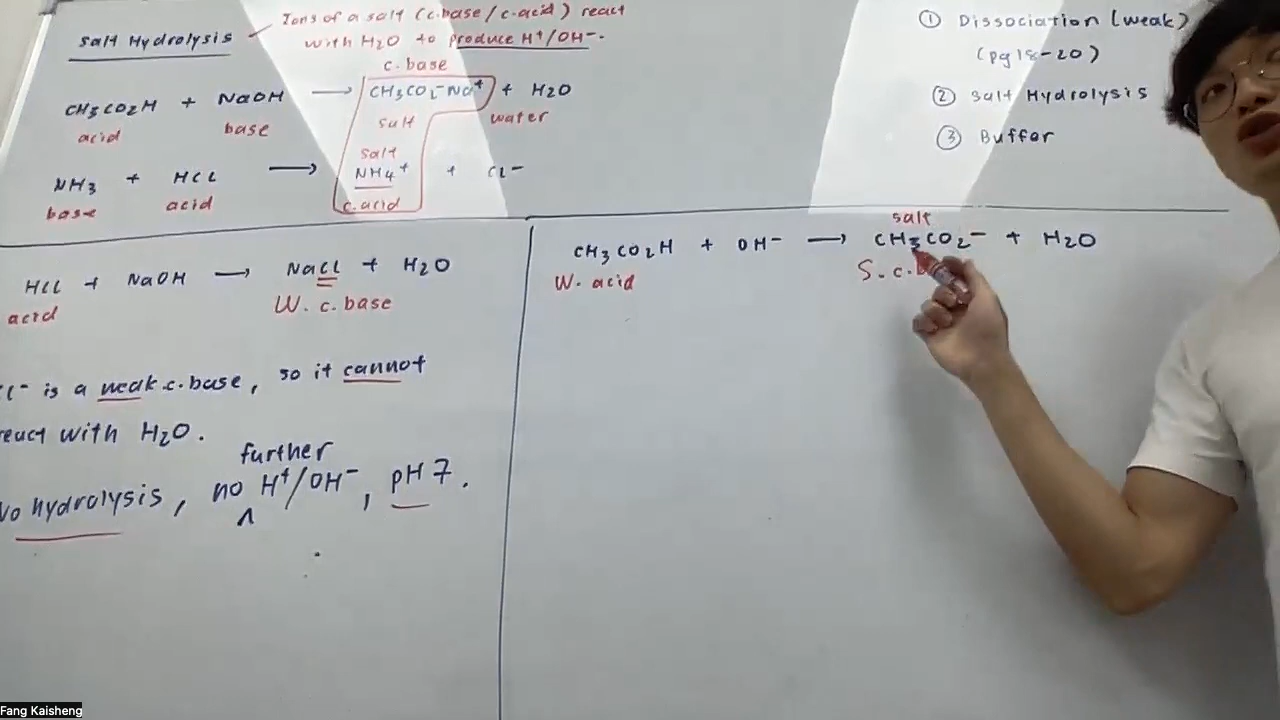 Salt Hydrolysis – Ions of a salt (c.base/c.acid) react
with H2O to produce H+/OH-.
c.base
CH3CO2H + NaOH → CH3CO2-Na+ + H2O
acid base salt water
salt
NH3 + HCl → NH4+ + Cl-
base acid c.acid
① Dissociation (weak)
(pg 18-20)
② Salt Hydrolysis
③ Buffer
HCl + NaOH → NaCl + H2O
acid W. c. base
Cl- is a weak c.base, so it cannot
react with H2O.
further
No hydrolysis, no ^ H+/OH-, pH 7.
salt
CH3CO2H + OH- → CH3CO2- + H2O
W. acid S. c.
Fang Kaisheng